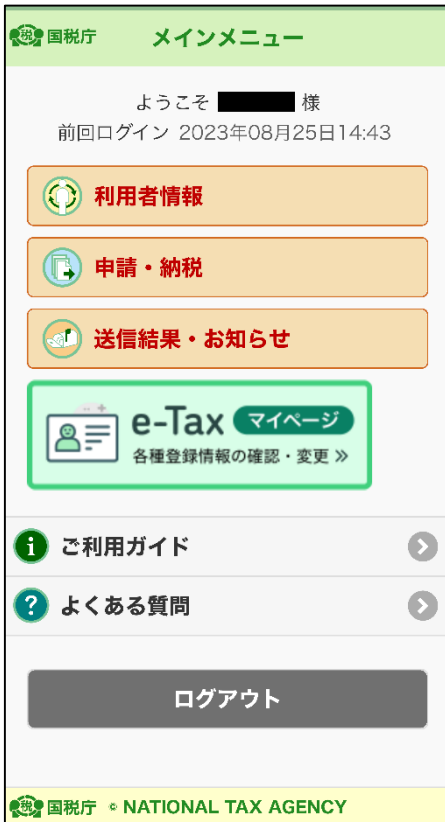 国税庁 メインメニュー
ようこそ 様
前回ログイン 2023年08月25日14:43
利用者情報
申請・納税
送信結果・お知らせ
e-Tax マイページ
各種登録情報の確認・変更 »
i ご利用ガイド
? よくある質問
ログアウト
税 国税庁 © NATIONAL TAX AGENCY